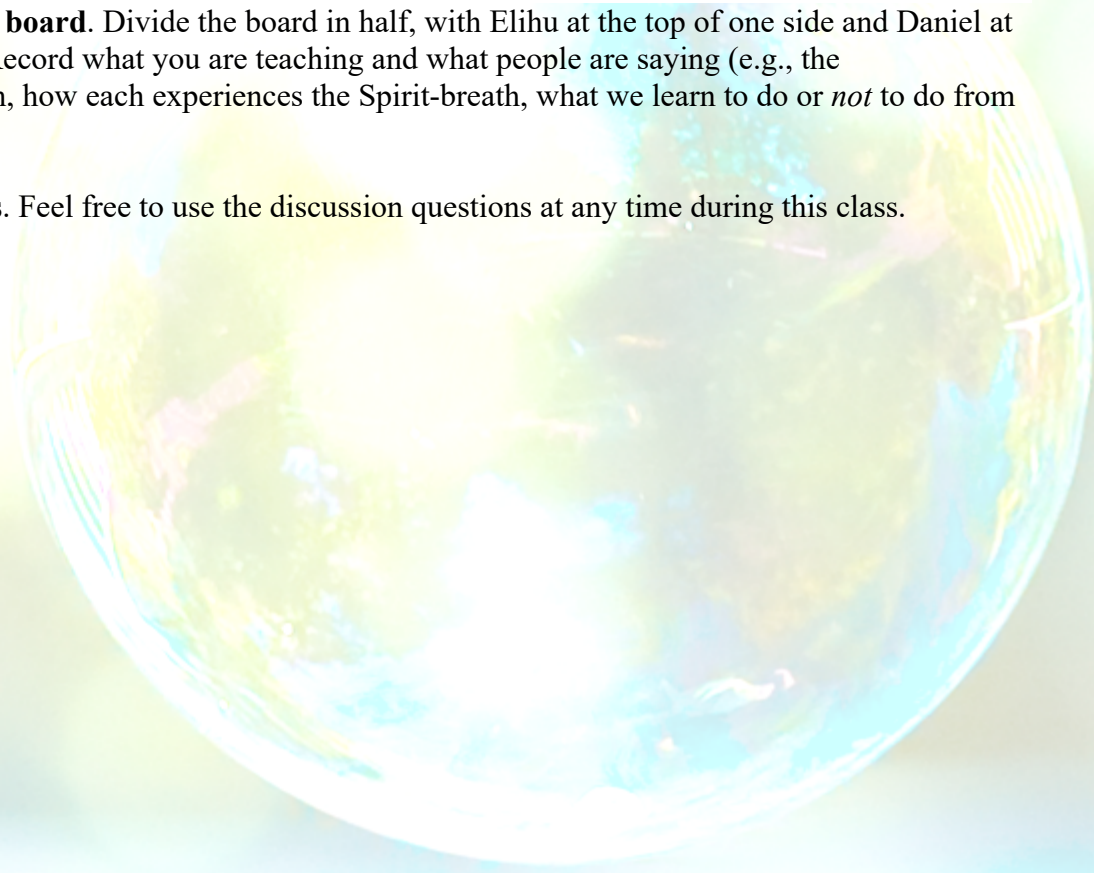 board. Divide the board in half, with Elihu at the top of one side and Daniel at
ecord what you are teaching and what people are saying (e.g., the
, how each experiences the Spirit-breath, what we learn to do or not to do from
. Feel free to use the discussion questions at any time during this class.